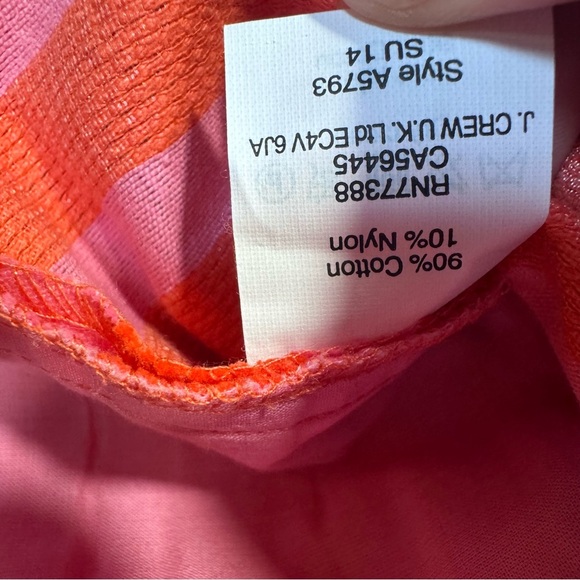 90% Cotton
10% Nylon
RN77388
CA56445
J. CREW U.K. Ltd EC4V 6JA
Style A5793
SU 14